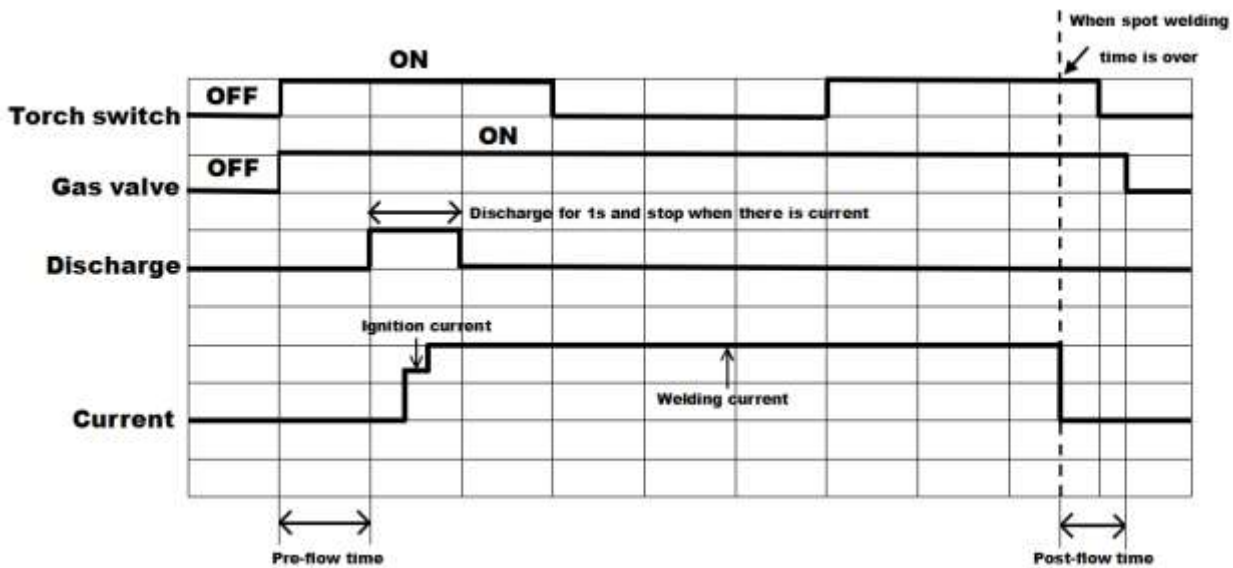 When spot welding
time is over
ON
OFF
Torch switch
ON
OFF
Gas valve
Discharge for 1s and stop when there is current
Discharge
Ignition current
Welding current
Current
Pre-flow time
Post-flow time